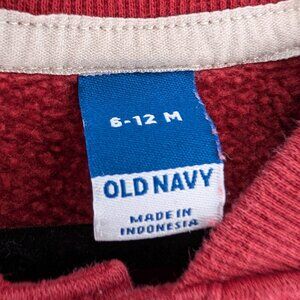 6-12 M
OLD NAVY
MADE IN
INDONESIA